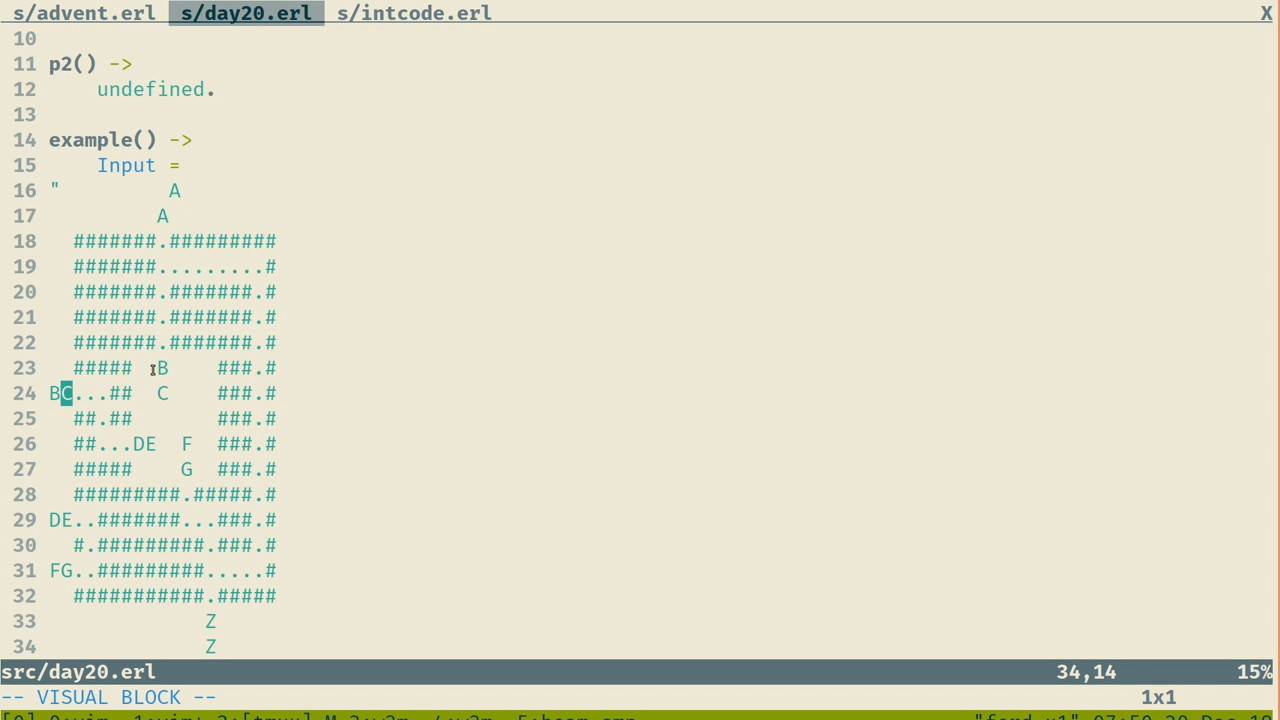 s/advent.erl s/day20.erl s/intcode.erl X
10
11 p2() ->
12     undefined.
13
14 example() ->
15     Input =
16 "         A
17          A
18   #######.#########
19   #######.........#
20   #######.#######.#
21   #######.#######.#
22   #######.#######.#
23   #####  B    ###.#
24 BC...##  C    ###.#
25   ##.##       ###.#
26   ##...DE  F  ###.#
27   #####    G  ###.#
28   #########.#####.#
29 DE..#######...###.#
30   #.#########.###.#
31 FG..#########.....#
32   ###########.#####
33              Z
34              Z
src/day20.erl 34,14 15%
-- VISUAL BLOCK -- 1x1